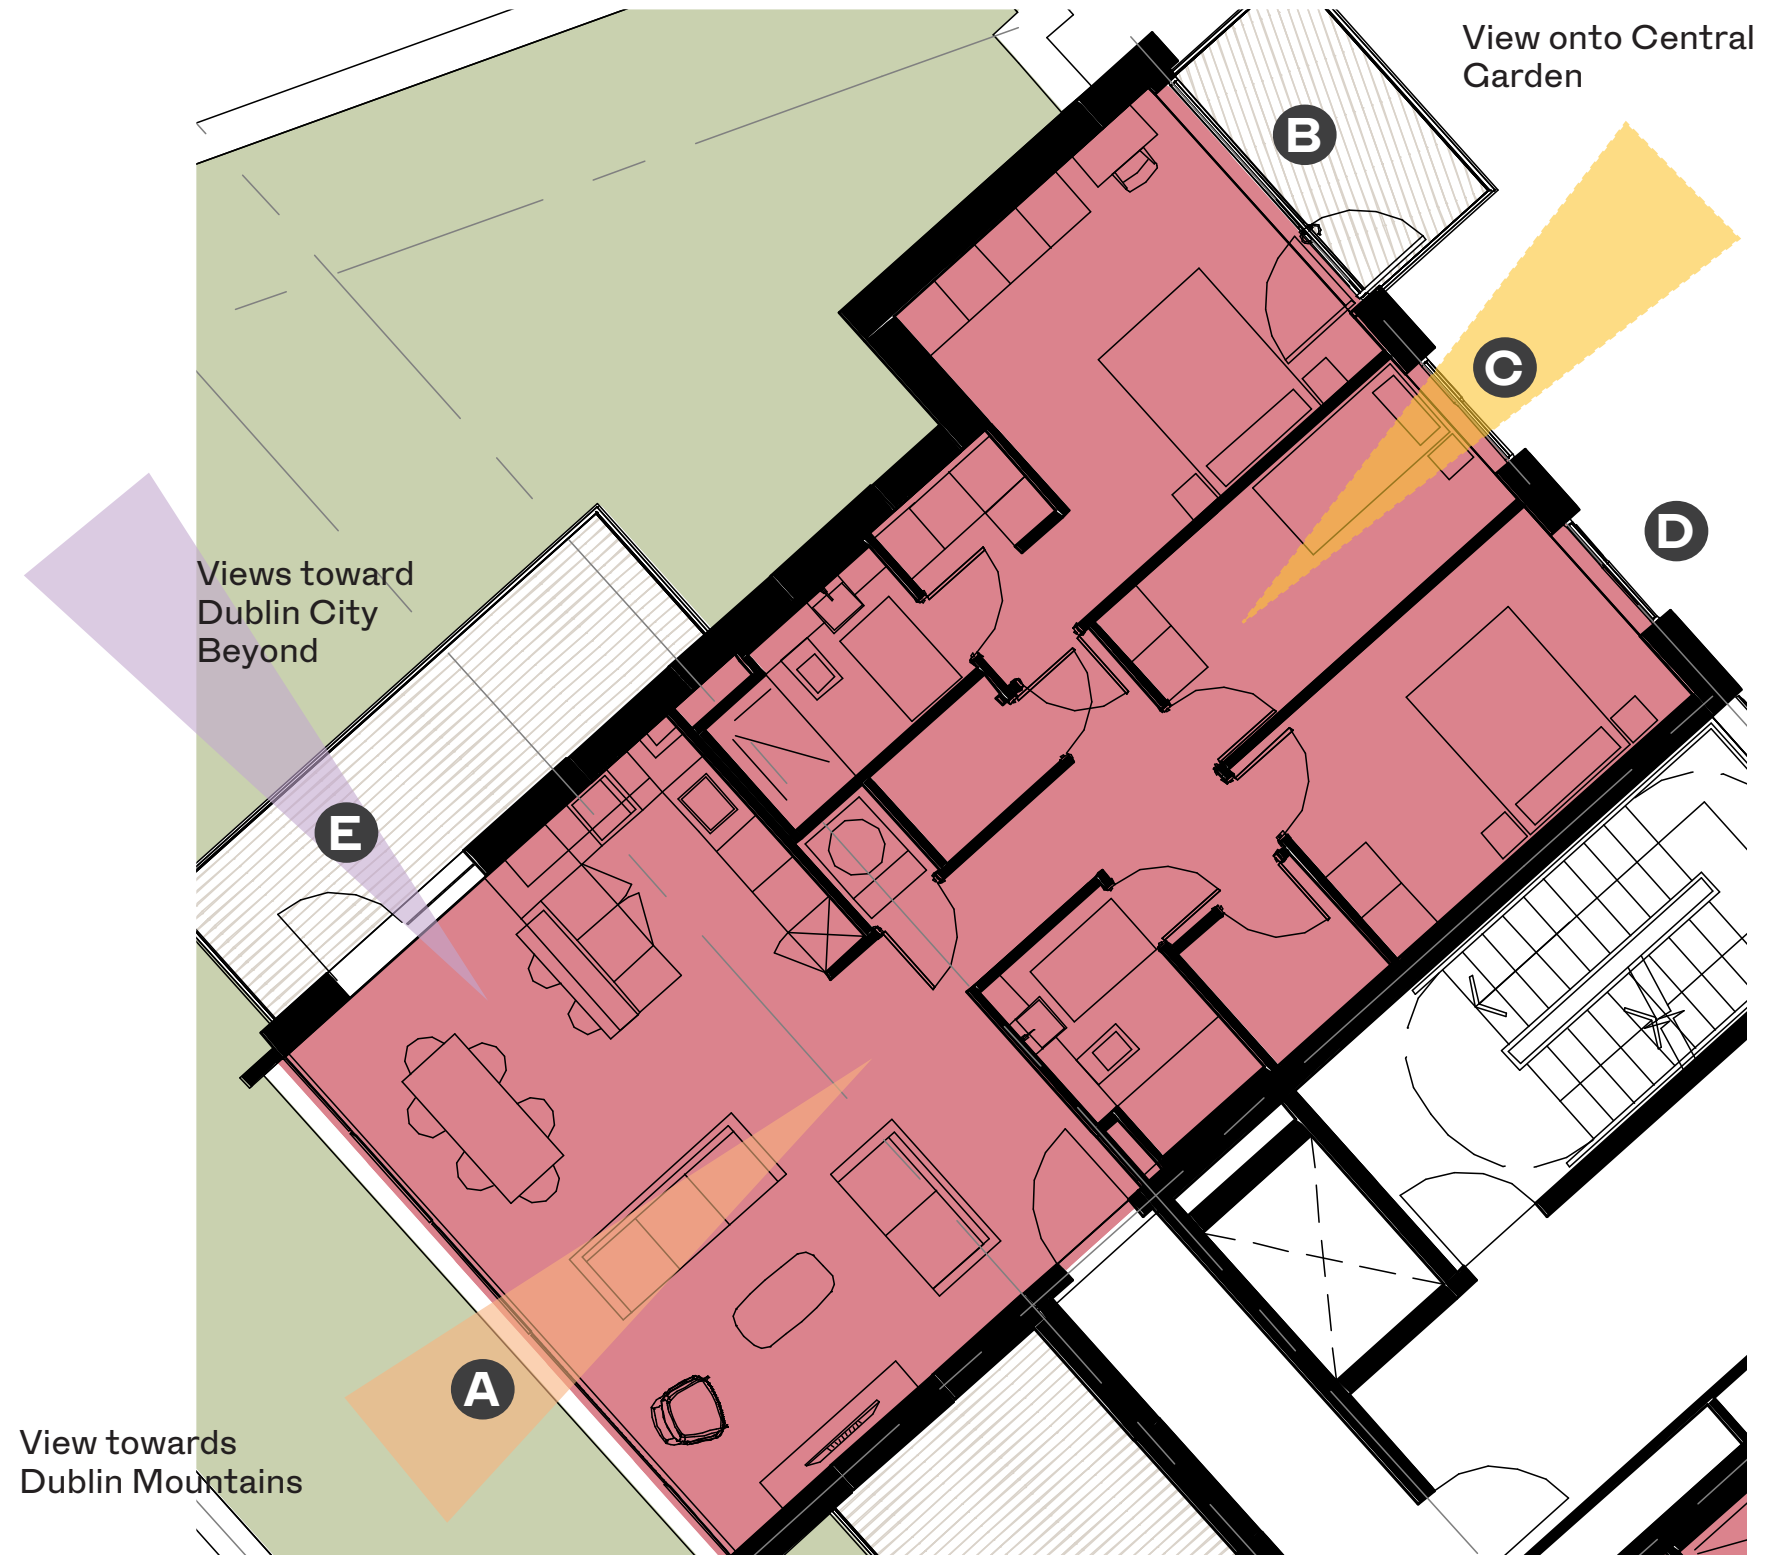 View onto Central
Garden
B
C
D
Views toward
Dublin City
Beyond
E
A
View towards
Dublin Mountains